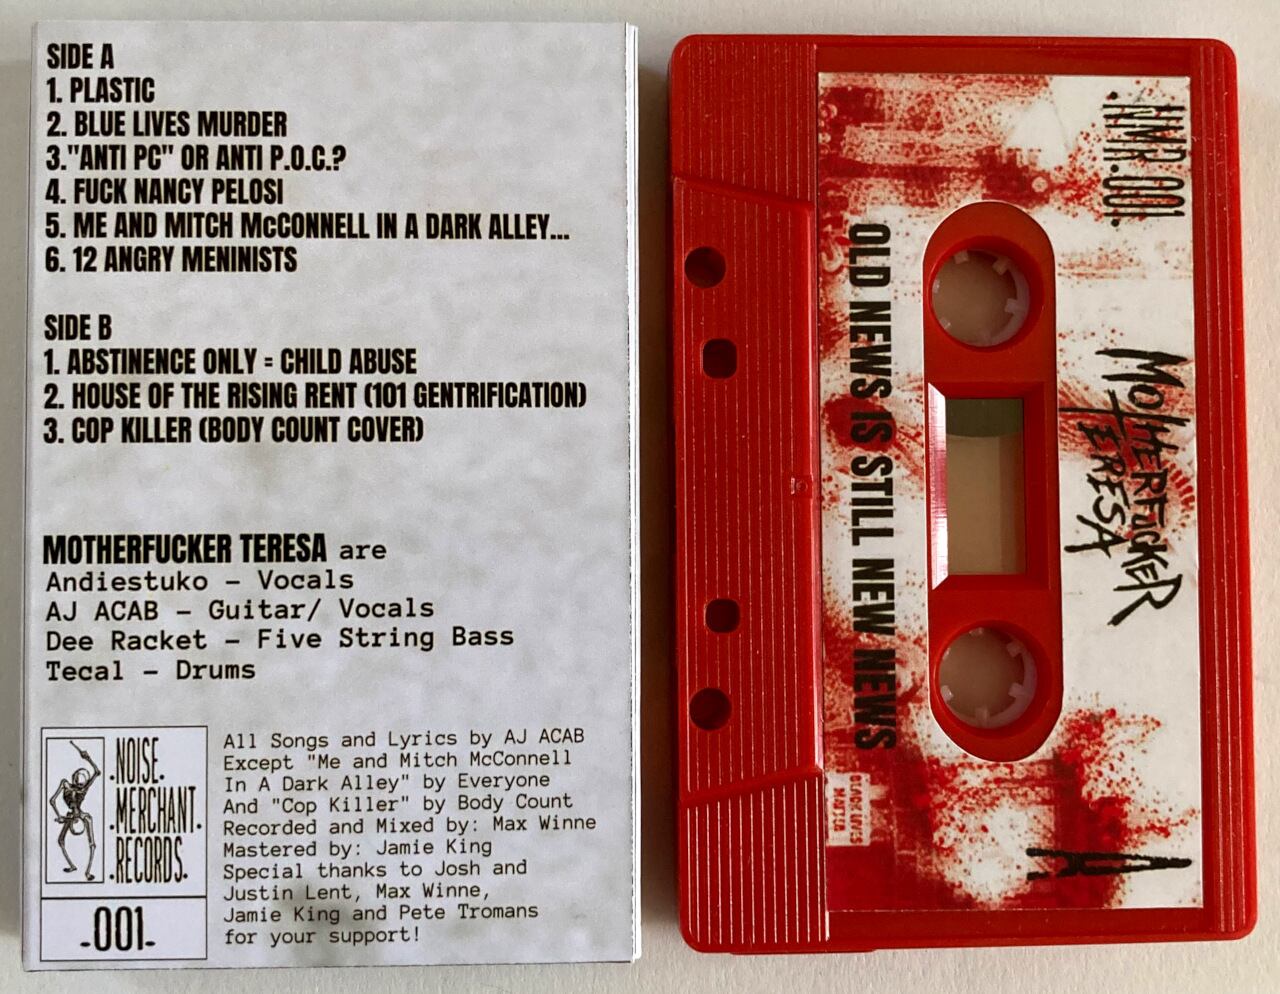 SIDE A
1. PLASTIC
2. BLUE LIVES MURDER
3."ANTI PC" OR ANTI P.O.C.?
4. FUCK NANCY PELOSI
5. ME AND MITCH McCONNELL IN A DARK ALLEY...
6. 12 ANGRY MENINISTS
SIDE B
1. ABSTINENCE ONLY = CHILD ABUSE
2. HOUSE OF THE RISING RENT (101 GENTRIFICATION)
3. COP KILLER (BODY COUNT COVER)
MOTHERFUCKER TERESA are
Andiestuko – Vocals
AJ ACAB – Guitar/ Vocals
Dee Racket – Five String Bass
Tecal – Drums
.NOISE.
.MERCHANT.
.RECORDS.
-001-
All Songs and Lyrics by AJ ACAB
Except "Me and Mitch McConnell
In A Dark Alley" by Everyone
And "Cop Killer" by Body Count
Recorded and Mixed by: Max Winne
Mastered by: Jamie King
Special thanks to Josh and
Justin Lent, Max Winne,
Jamie King and Pete Tromans
for your support!
.NMR.001.
MOTHERFUCKER
TERESA
OLD NEWS IS STILL NEW NEWS
BLACK LIVES
MATTER
A